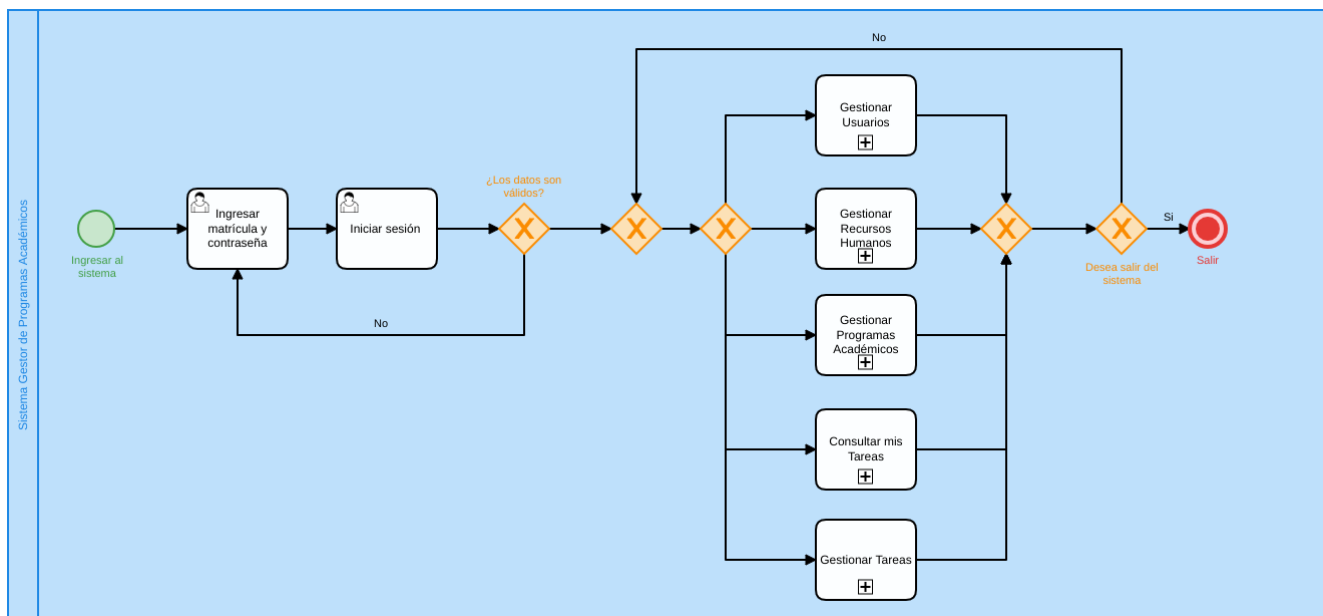 Sistema Gestor de Programas Académicos
Ingresar al
sistema
Ingresar
matrícula y
contraseña
Iniciar sesión
¿Los datos son
válidos?
No
No
Gestionar
Usuarios
Gestionar
Recursos
Humanos
Gestionar
Programas
Académicos
Consultar mis
Tareas
Gestionar Tareas
Desea salir del
sistema
Si
Salir